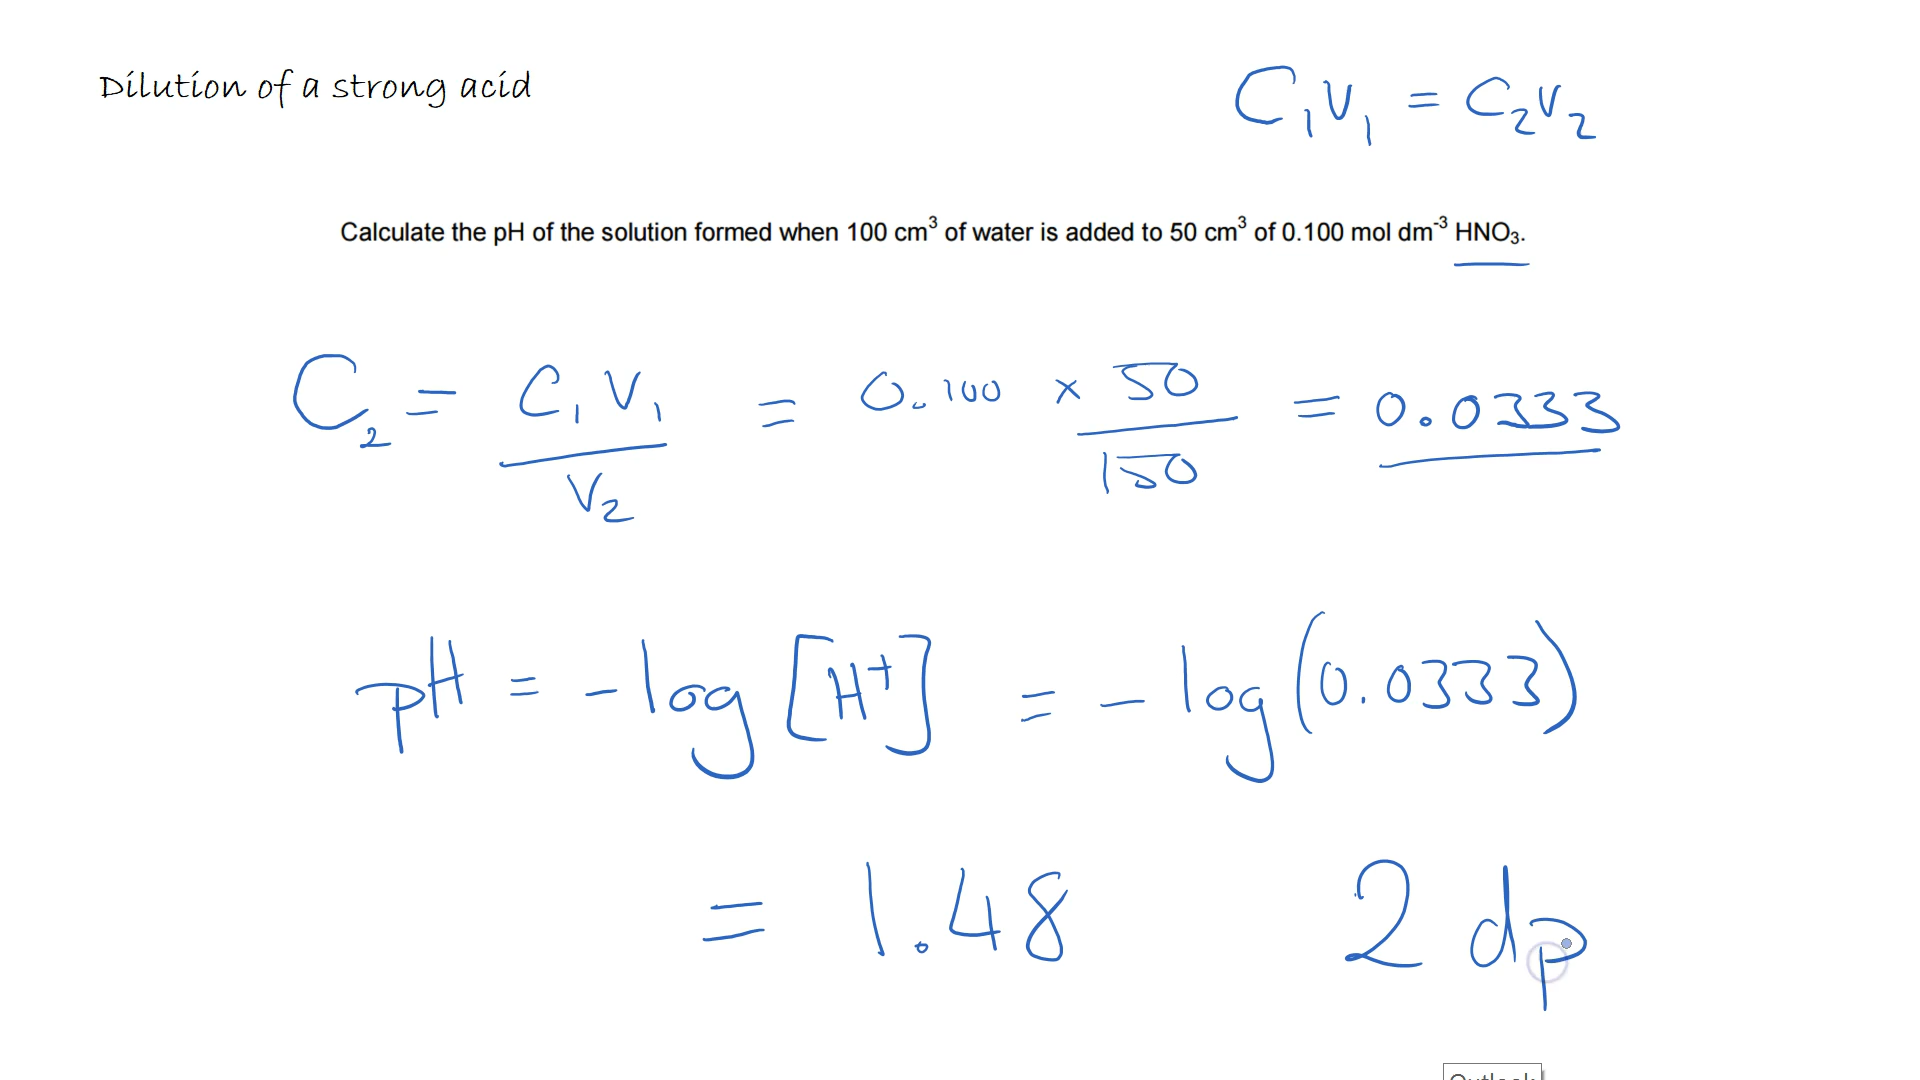 Dilution of a strong acid
C₁V₁ = C₂V₂
Calculate the pH of the solution formed when 100 cm³ of water is added to 50 cm³ of 0.100 mol dm⁻³ HNO₃.
C₂ = C₁V₁ / V₂ = 0.100 × 50 / 150 = 0.0333
pH = -log [H⁺] = -log(0.0333)
= 1.48 2 dp